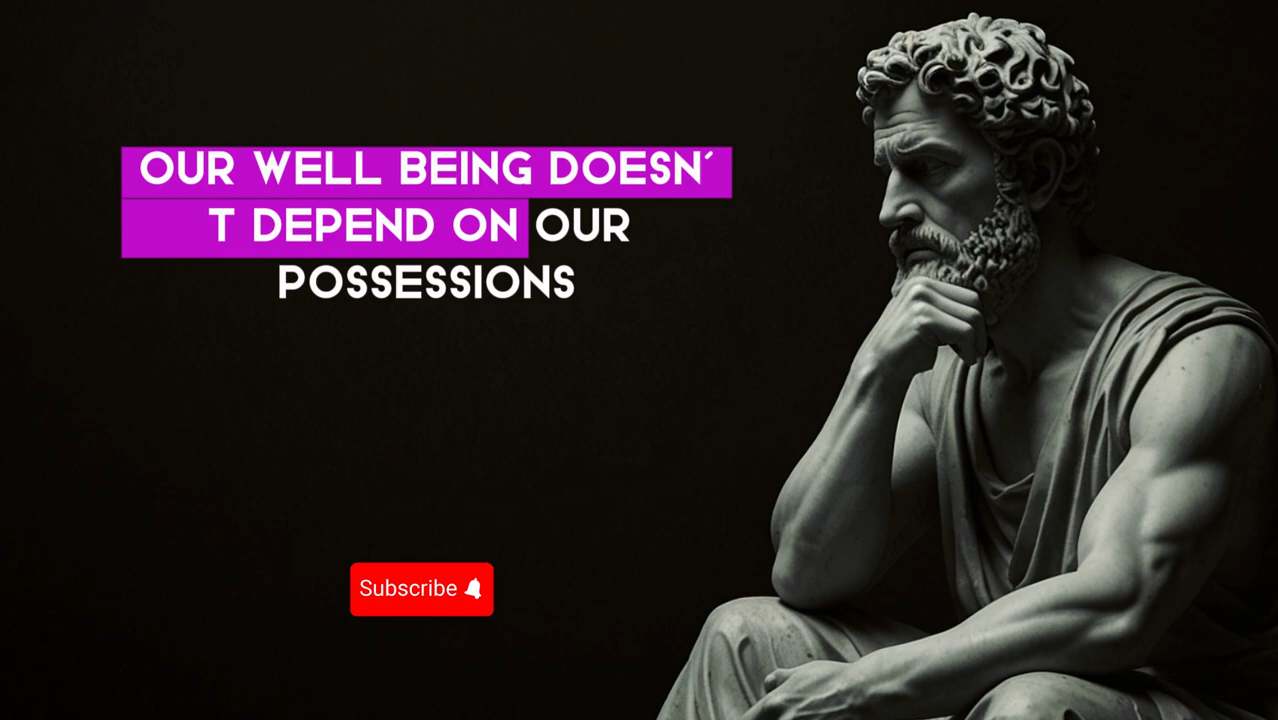 OUR WELL BEING DOESN´
T DEPEND ON OUR
POSSESSIONS
Subscribe